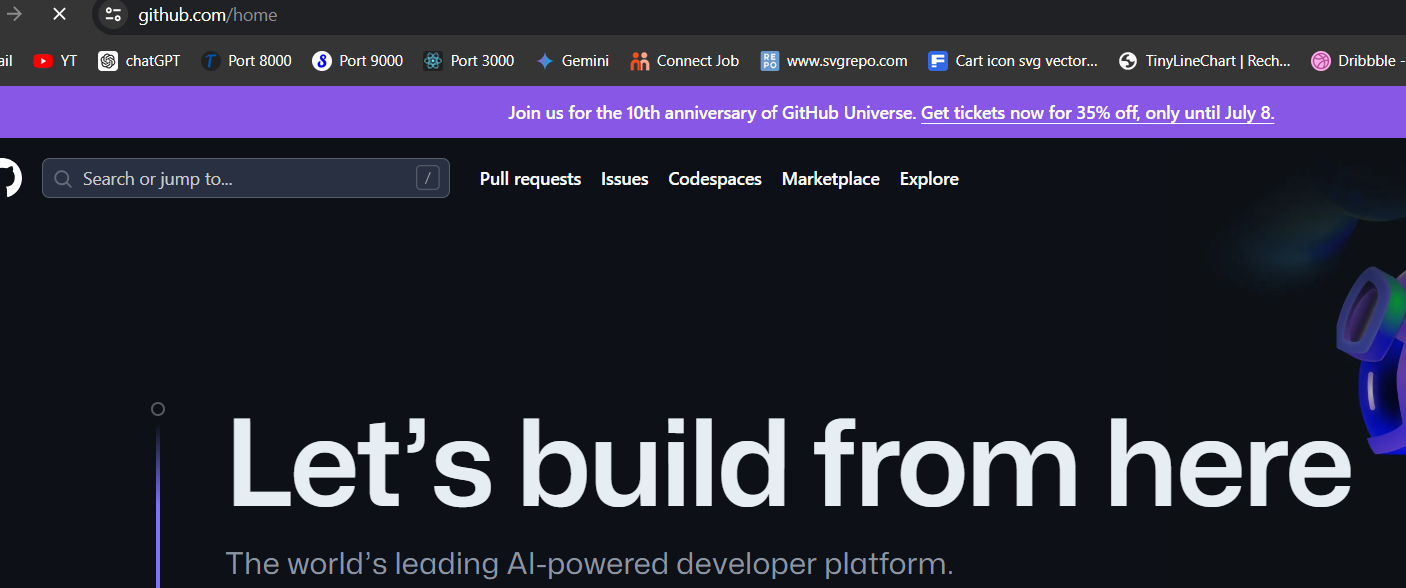 github.com/home
ail YT chatGPT Port 8000 Port 9000 Port 3000 Gemini Connect Job REPO www.svgrepo.com Cart icon svg vector... TinyLineChart | Rech... Dribbble -
Join us for the 10th anniversary of GitHub Universe. Get tickets now for 35% off, only until July 8.
Search or jump to... / Pull requests Issues Codespaces Marketplace Explore
Let’s build from here
The world’s leading AI-powered developer platform.